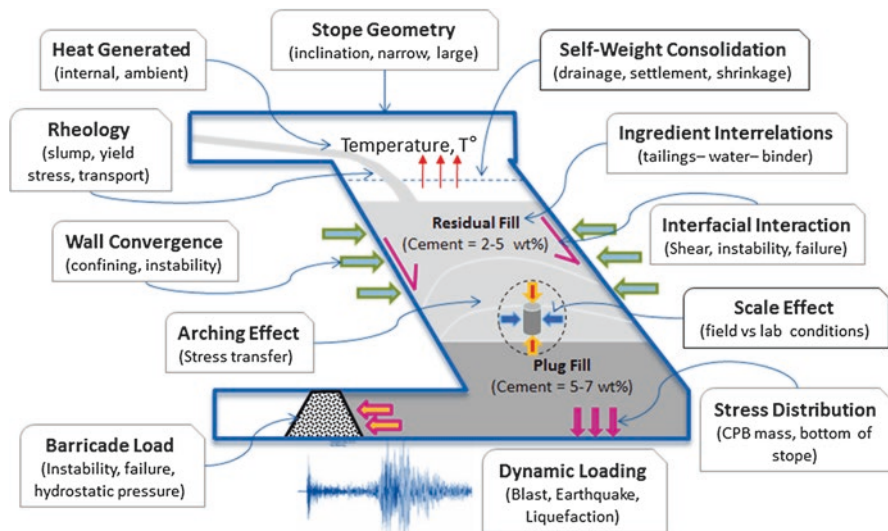 Stope Geometry
(inclination, narrow, large)
Heat Generated
(internal, ambient)
Self-Weight Consolidation
(drainage, settlement, shrinkage)
Rheology
(slump, yield
stress, transport)
Temperature, T°
Ingredient Interrelations
(tailings– water– binder)
Residual Fill
(Cement = 2-5 wt%)
Wall Convergence
(confining, instability)
Interfacial Interaction
(Shear, instability, failure)
Arching Effect
(Stress transfer)
Scale Effect
(field vs lab conditions)
Plug Fill
(Cement = 5-7 wt%)
Barricade Load
(Instability, failure,
hydrostatic pressure)
Stress Distribution
(CPB mass, bottom of
stope)
Dynamic Loading
(Blast, Earthquake,
Liquefaction)